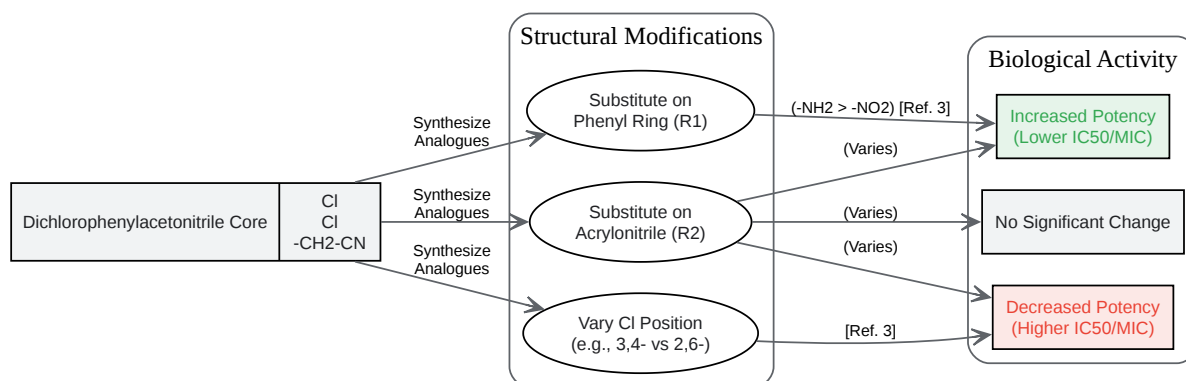 Structural Modifications
Biological Activity
Substitute on
Phenyl Ring (R1)
(-NH2 > -NO2) [Ref. 3]
Increased Potency
(Lower IC50/MIC)
Synthesize
Analogues
(Varies)
Dichlorophenylacetonitrile Core
Cl
Cl
-CH2-CN
Synthesize
Analogues
Substitute on
Acrylonitrile (R2)
(Varies)
No Significant Change
Synthesize
Analogues
(Varies)
Vary Cl Position
(e.g., 3,4- vs 2,6-)
[Ref. 3]
Decreased Potency
(Higher IC50/MIC)